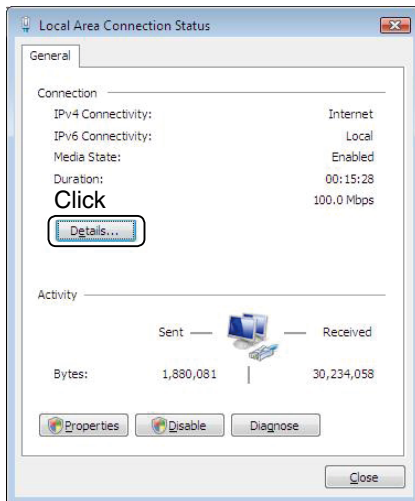 Local Area Connection Status
General
Connection
IPv4 Connectivity: Internet
IPv6 Connectivity: Local
Media State: Enabled
Duration: 00:15:28
Click 100.0 Mbps
Details...
Activity
Sent Received
Bytes: 1,880,081 30,234,058
Properties Disable Diagnose
Close